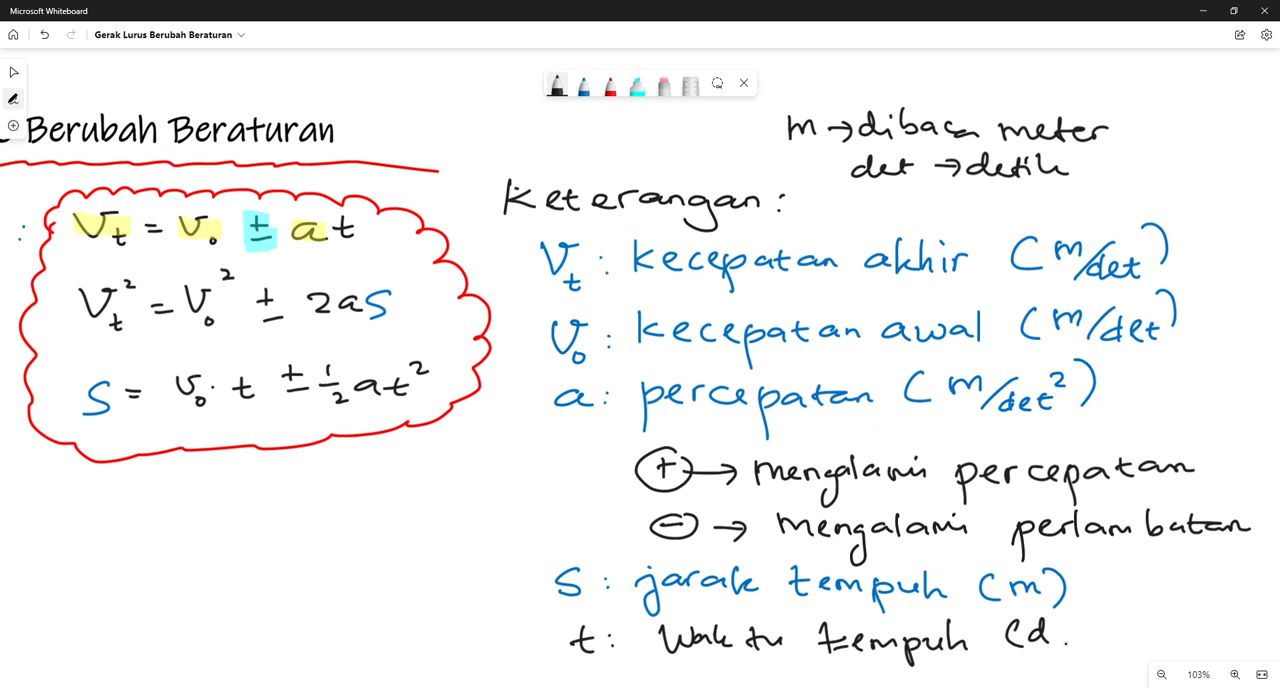 Microsoft Whiteboard
Gerak Lurus Berubah Beraturan
Berubah Beraturan
m → dibaca meter
det → detik
: Vt = v₀ ± at
Vt² = v₀² ± 2aS
S = v₀ · t ± ½at²
Keterangan :
Vt : kecepatan akhir (m/det)
v₀ : kecepatan awal (m/det)
a : percepatan (m/det²)
(+) → mengalami percepatan
(-) → mengalami perlambatan
S : jarak tempuh (m)
t : waktu tempuh (d
103%